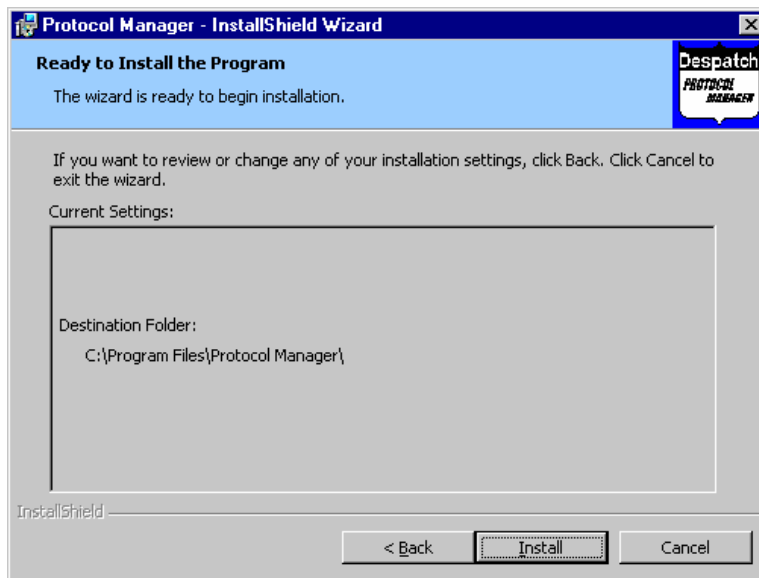 Protocol Manager - InstallShield Wizard
Ready to Install the Program
The wizard is ready to begin installation.
Despatch
PROTOCOL
MANAGER
If you want to review or change any of your installation settings, click Back. Click Cancel to
exit the wizard.
Current Settings:
Destination Folder:
C:\Program Files\Protocol Manager\
InstallShield
< Back
Install
Cancel